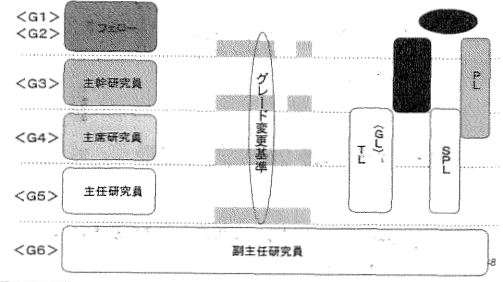 <G1>
フェロー
<G2>
<G3>
主幹研究員
<G4>
主席研究員
<G5>
主任研究員
<G6>
副主任研究員
グレード変更基準
TL
(GL)
SPL
PL
48